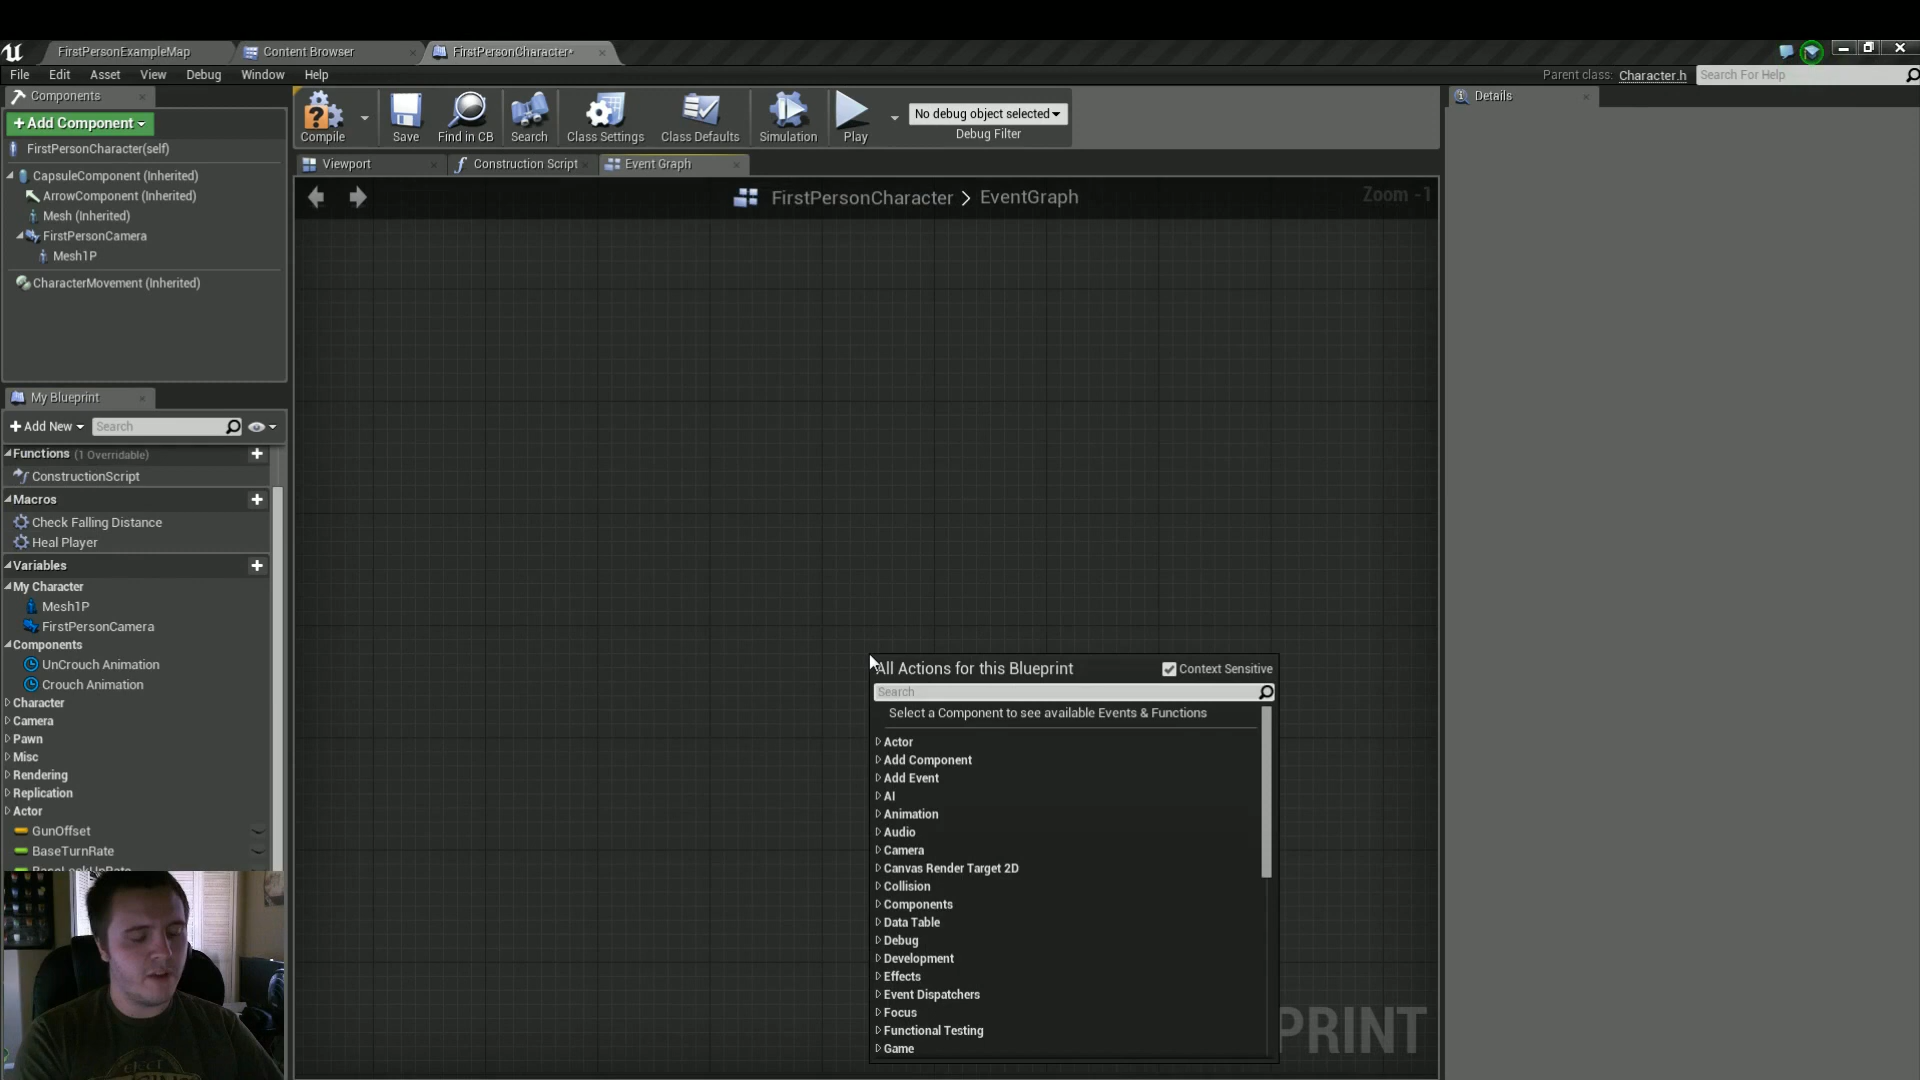 FirstPersonExampleMap
Content Browser
FirstPersonCharacter*
File Edit Asset View Debug Window Help
Parent class: Character.h
Search For Help
Components
+Add Component
FirstPersonCharacter(self)
CapsuleComponent (Inherited)
ArrowComponent (Inherited)
Mesh (Inherited)
FirstPersonCamera
Mesh1P
CharacterMovement (Inherited)
Compile
Save
Find in CB
Search
Class Settings
Class Defaults
Simulation
Play
No debug object selected
Debug Filter
Details
Viewport
Construction Script
Event Graph
FirstPersonCharacter > EventGraph
Zoom -1
My Blueprint
+Add New
Search
Functions (1 Overridable)
ConstructionScript
Macros
Check Falling Distance
Heal Player
Variables
My Character
Mesh1P
FirstPersonCamera
Components
UnCrouch Animation
Crouch Animation
Character
Camera
Pawn
Misc
Rendering
Replication
Actor
GunOffset
BaseTurnRate
BaseLookUpRate
All Actions for this Blueprint
Context Sensitive
Search
Select a Component to see available Events & Functions
Actor
Add Component
Add Event
AI
Animation
Audio
Camera
Canvas Render Target 2D
Collision
Components
Data Table
Debug
Development
Effects
Event Dispatchers
Focus
Functional Testing
Game
PRINT